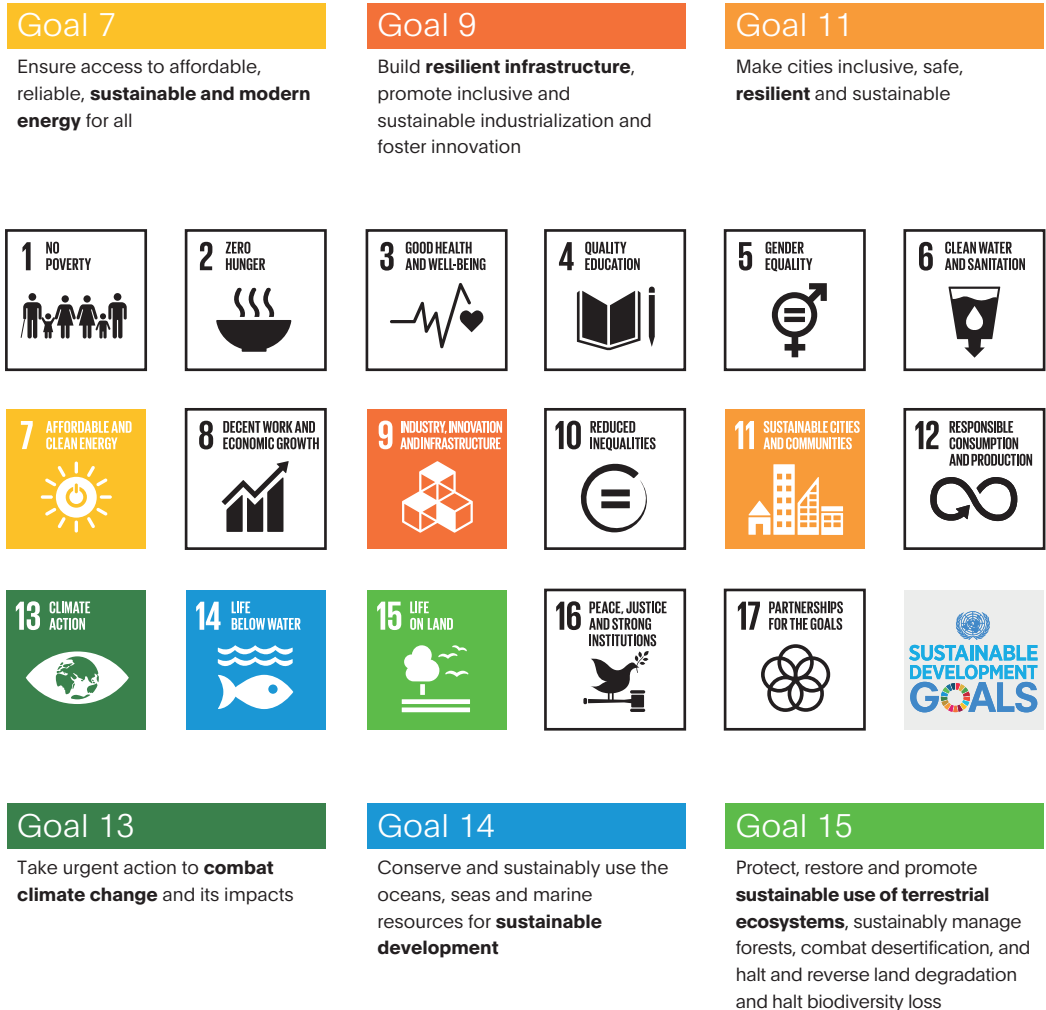 Goal 7
Ensure access to affordable,
reliable, sustainable and modern
energy for all
Goal 9
Build resilient infrastructure,
promote inclusive and
sustainable industrialization and
foster innovation
Goal 11
Make cities inclusive, safe,
resilient and sustainable
1 NO
POVERTY
2 ZERO
HUNGER
3 GOOD HEALTH
AND WELL-BEING
4 QUALITY
EDUCATION
5 GENDER
EQUALITY
6 CLEAN WATER
AND SANITATION
7 AFFORDABLE AND
CLEAN ENERGY
8 DECENT WORK AND
ECONOMIC GROWTH
9 INDUSTRY, INNOVATION
AND INFRASTRUCTURE
10 REDUCED
INEQUALITIES
11 SUSTAINABLE CITIES
AND COMMUNITIES
12 RESPONSIBLE
CONSUMPTION
AND PRODUCTION
13 CLIMATE
ACTION
14 LIFE
BELOW WATER
15 LIFE
ON LAND
16 PEACE, JUSTICE
AND STRONG
INSTITUTIONS
17 PARTNERSHIPS
FOR THE GOALS
SUSTAINABLE
DEVELOPMENT
GOALS
Goal 13
Take urgent action to combat
climate change and its impacts
Goal 14
Conserve and sustainably use the
oceans, seas and marine
resources for sustainable
development
Goal 15
Protect, restore and promote
sustainable use of terrestrial
ecosystems, sustainably manage
forests, combat desertification, and
halt and reverse land degradation
and halt biodiversity loss